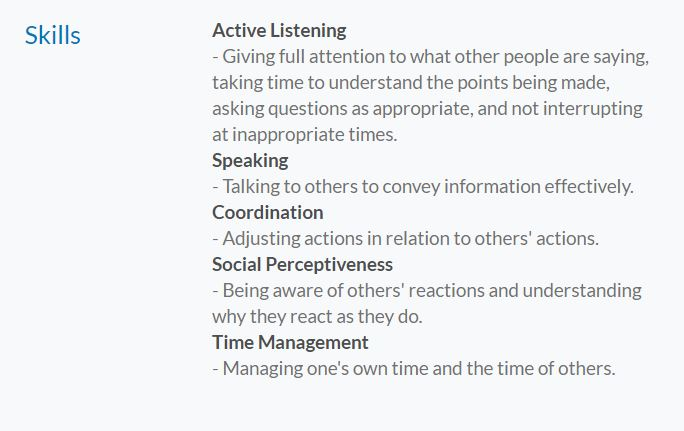 Skills
Active Listening
- Giving full attention to what other people are saying,
taking time to understand the points being made,
asking questions as appropriate, and not interrupting
at inappropriate times.
Speaking
- Talking to others to convey information effectively.
Coordination
- Adjusting actions in relation to others' actions.
Social Perceptiveness
- Being aware of others' reactions and understanding
why they react as they do.
Time Management
- Managing one's own time and the time of others.